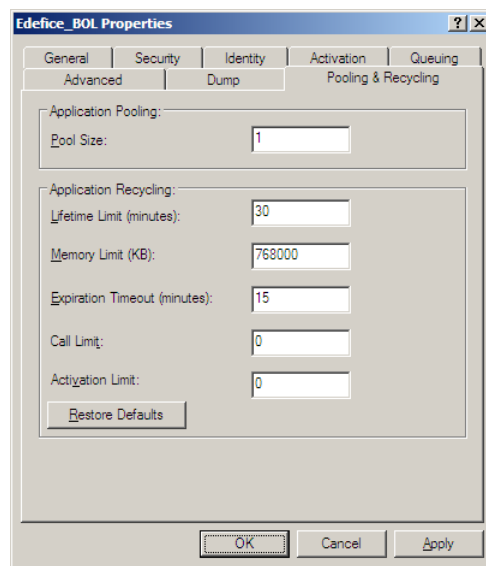 Edefice_BOL Properties
General Security Identity Activation Queuing
Advanced Dump Pooling & Recycling
Application Pooling:
Pool Size: 1
Application Recycling:
Lifetime Limit (minutes): 30
Memory Limit (KB): 768000
Expiration Timeout (minutes): 15
Call Limit: 0
Activation Limit: 0
Restore Defaults
OK Cancel Apply